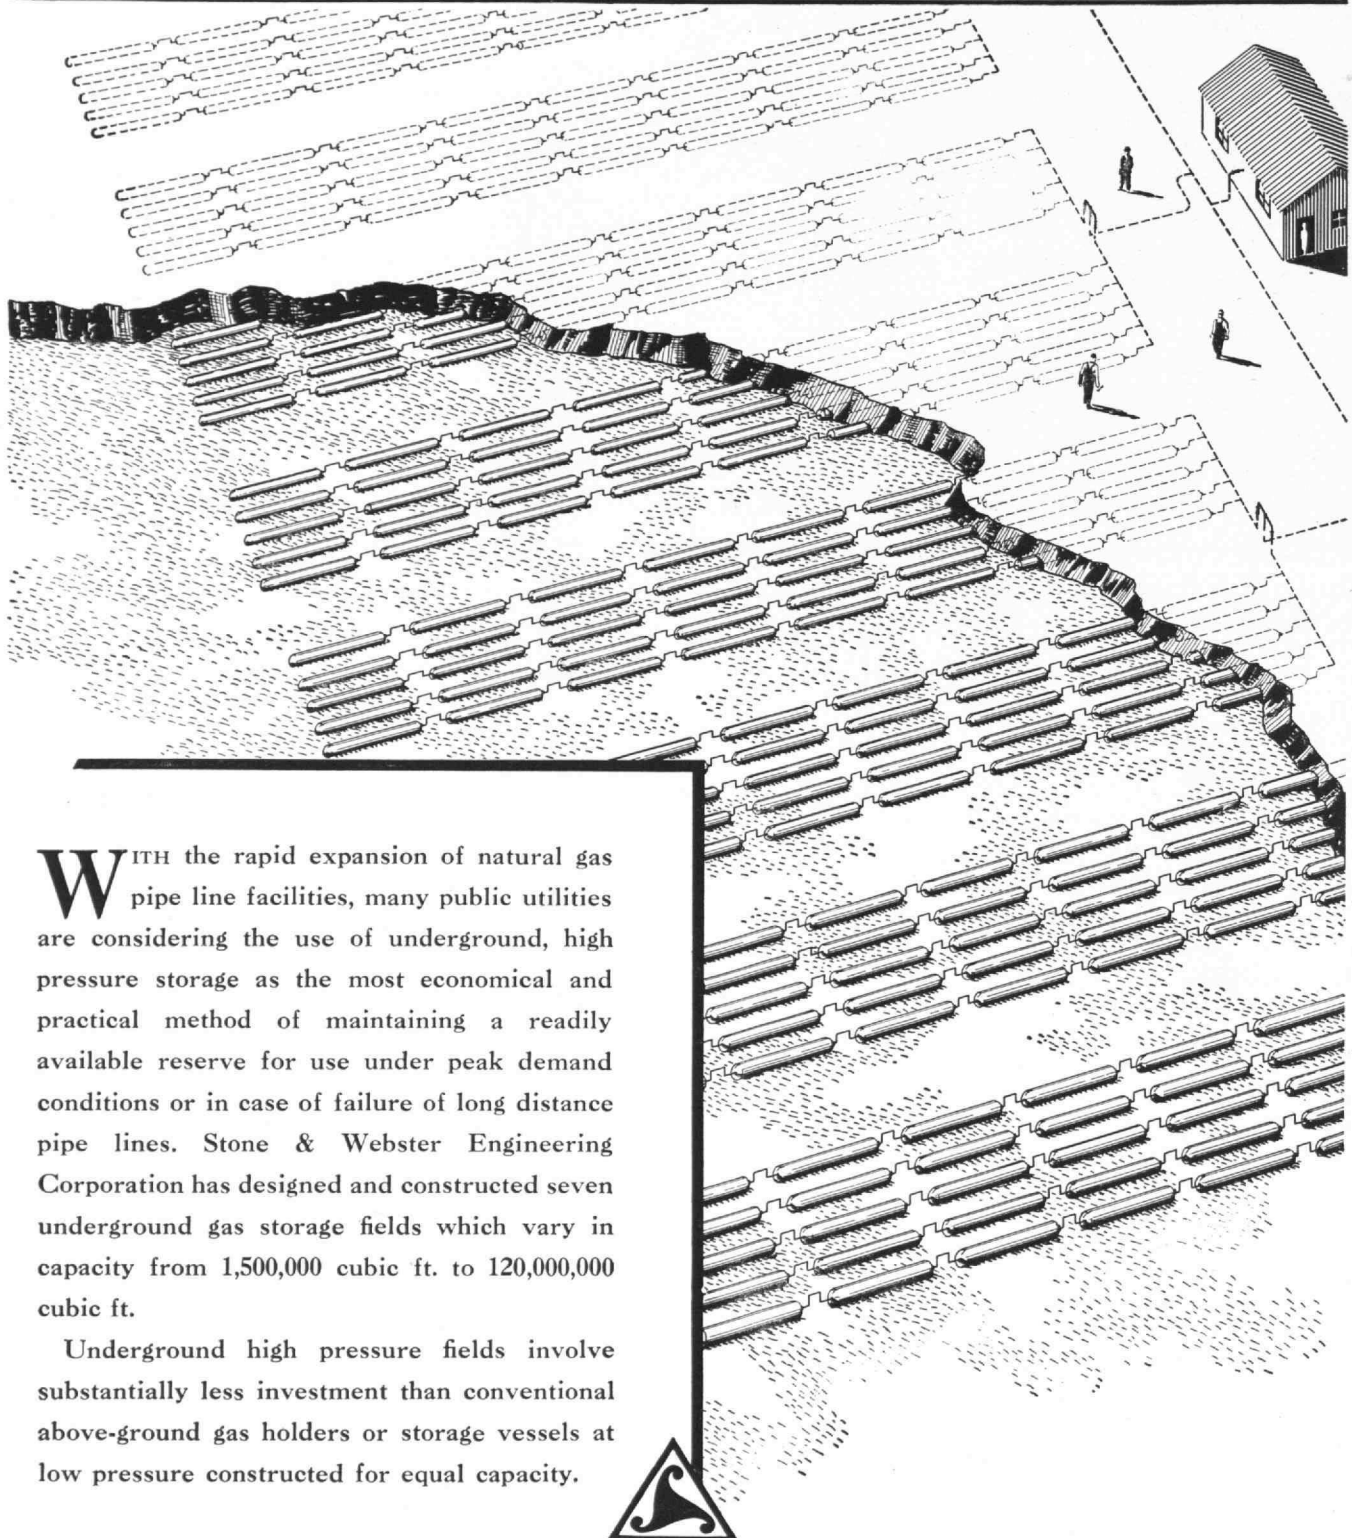 WITH the rapid expansion of natural gas
pipe line facilities, many public utilities
are considering the use of underground, high
pressure storage as the most economical and
practical method of maintaining a readily
available reserve for use under peak demand
conditions or in case of failure of long distance
pipe lines. Stone & Webster Engineering
Corporation has designed and constructed seven
underground gas storage fields which vary in
capacity from 1,500,000 cubic ft. to 120,000,000
cubic ft.
Underground high pressure fields involve
substantially less investment than conventional
above-ground gas holders or storage vessels at
low pressure constructed for equal capacity.